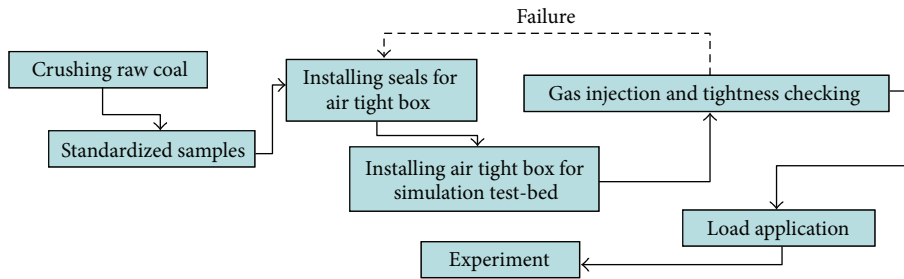 Failure
Crushing raw coal
Installing seals for
air tight box
Gas injection and tightness checking
Standardized samples
Installing air tight box for
simulation test-bed
Load application
Experiment